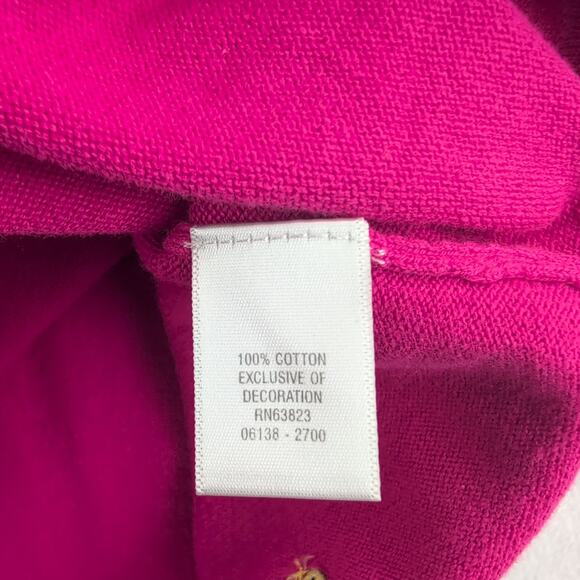 100% COTTON
EXCLUSIVE OF
DECORATION
RN63823
06138 - 2700